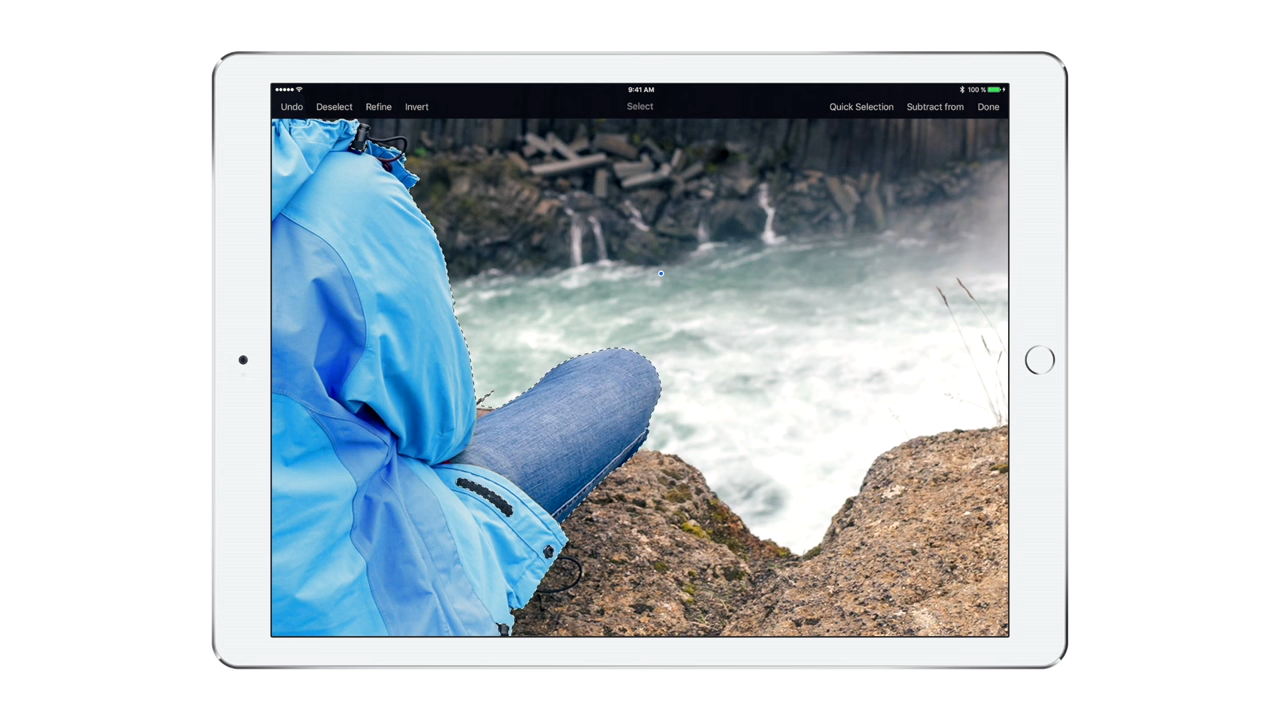 9:41 AM 100 %
Undo Deselect Refine Invert Select Quick Selection Subtract from Done